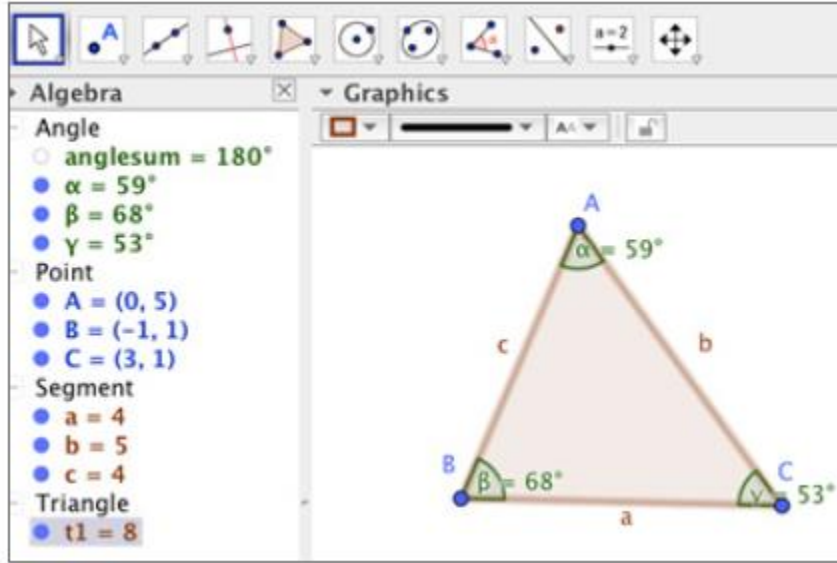 A
a=2
Algebra
Graphics
Angle
anglesum = 180°
α = 59°
β = 68°
γ = 53°
Point
A = (0, 5)
B = (–1, 1)
C = (3, 1)
Segment
a = 4
b = 5
c = 4
Triangle
t1 = 8
AA
A
α = 59°
c
b
B
β = 68°
C
γ = 53°
a